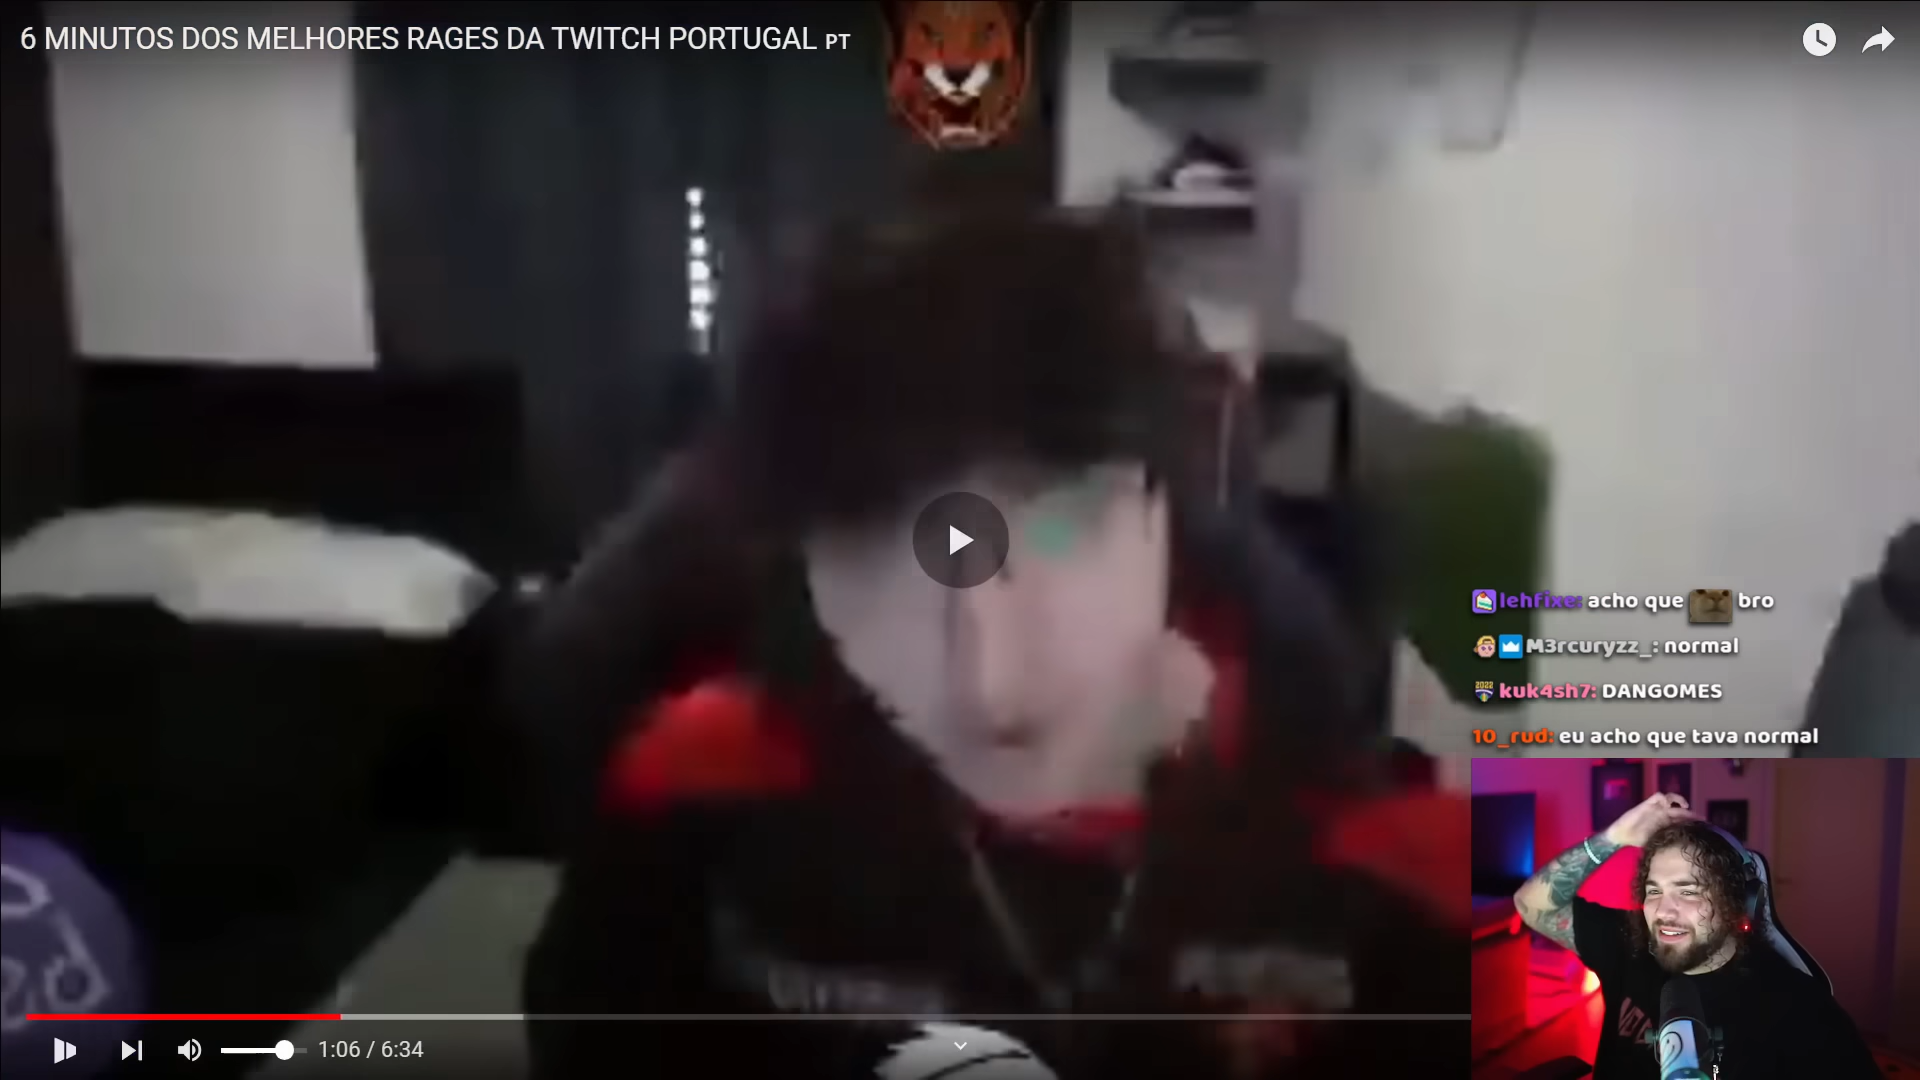 6 MINUTOS DOS MELHORES RAGES DA TWITCH PORTUGAL PT
lehfixe: acho que bro
M3rcuryzz_: normal
2022 kuk4sh7: DANGOMES
10_rud: eu acho que tava normal
1:06 / 6:34